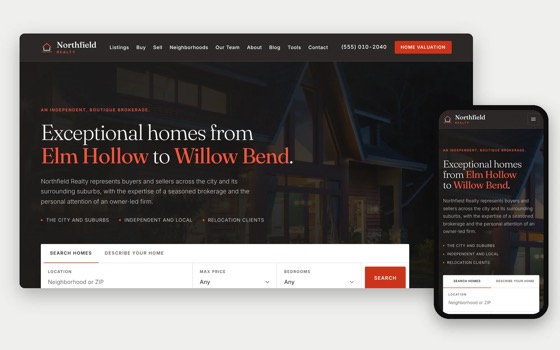 Northfield
REALTY
Listings Buy Sell Neighborhoods Our Team About Blog Tools Contact (555) 010-2040 HOME VALUATION
AN INDEPENDENT, BOUTIQUE BROKERAGE.
Exceptional homes from
Elm Hollow to Willow Bend.
Northfield Realty represents buyers and sellers across the city and its
surrounding suburbs, with the expertise of a seasoned brokerage and the
personal attention of an owner-led firm.
THE CITY AND SUBURBS INDEPENDENT AND LOCAL RELOCATION CLIENTS
SEARCH HOMES DESCRIBE YOUR HOME
LOCATION MAX PRICE BEDROOMS
Neighborhood or ZIP Any Any SEARCH
Northfield
REALTY
AN INDEPENDENT, BOUTIQUE BROKERAGE.
Exceptional homes
from Elm Hollow
to Willow Bend.
Northfield Realty represents buyers and
sellers across the city and its surrounding
suburbs, with the expertise of a seasoned
brokerage and the personal attention of an
owner-led firm.
THE CITY AND SUBURBS
INDEPENDENT AND LOCAL
RELOCATION CLIENTS
SEARCH HOMES DESCRIBE YOUR HOME
LOCATION
Neighborhood or ZIP